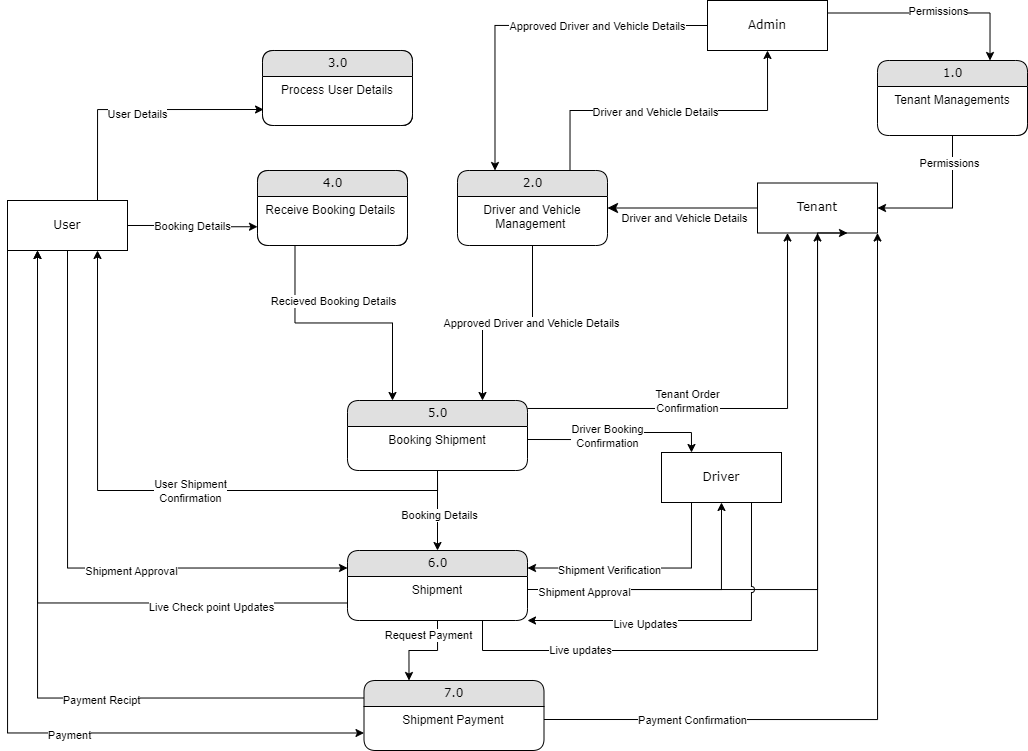 Admin
Permissions
Approved Driver and Vehicle Details
3.0
Process User Details
1.0
Tenant Managements
User Details
Driver and Vehicle Details
Permissions
4.0
Receive Booking Details
2.0
Driver and Vehicle
Management
Tenant
User
Booking Details
Driver and Vehicle Details
Recieved Booking Details
Approved Driver and Vehicle Details
Tenant Order
Confirmation
5.0
Booking Shipment
Driver Booking
Confirmation
Driver
User Shipment
Confirmation
Booking Details
6.0
Shipment
Shipment Approval
Shipment Verification
Shipment Approval
Live Check point Updates
Live Updates
Request Payment
Live updates
7.0
Shipment Payment
Payment Recipt
Payment Confirmation
Payment